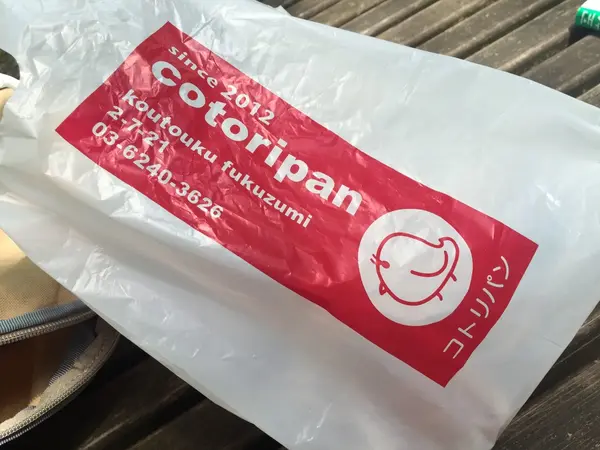 since 2012
cotoripan
koutouku fukuzumi
2-7-21
03-6240-3626
コトリパン